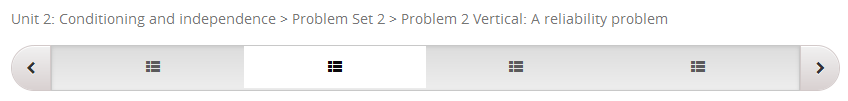 Unit 2: Conditioning and independence > Problem Set 2 > Problem 2 Vertical: A reliability problem